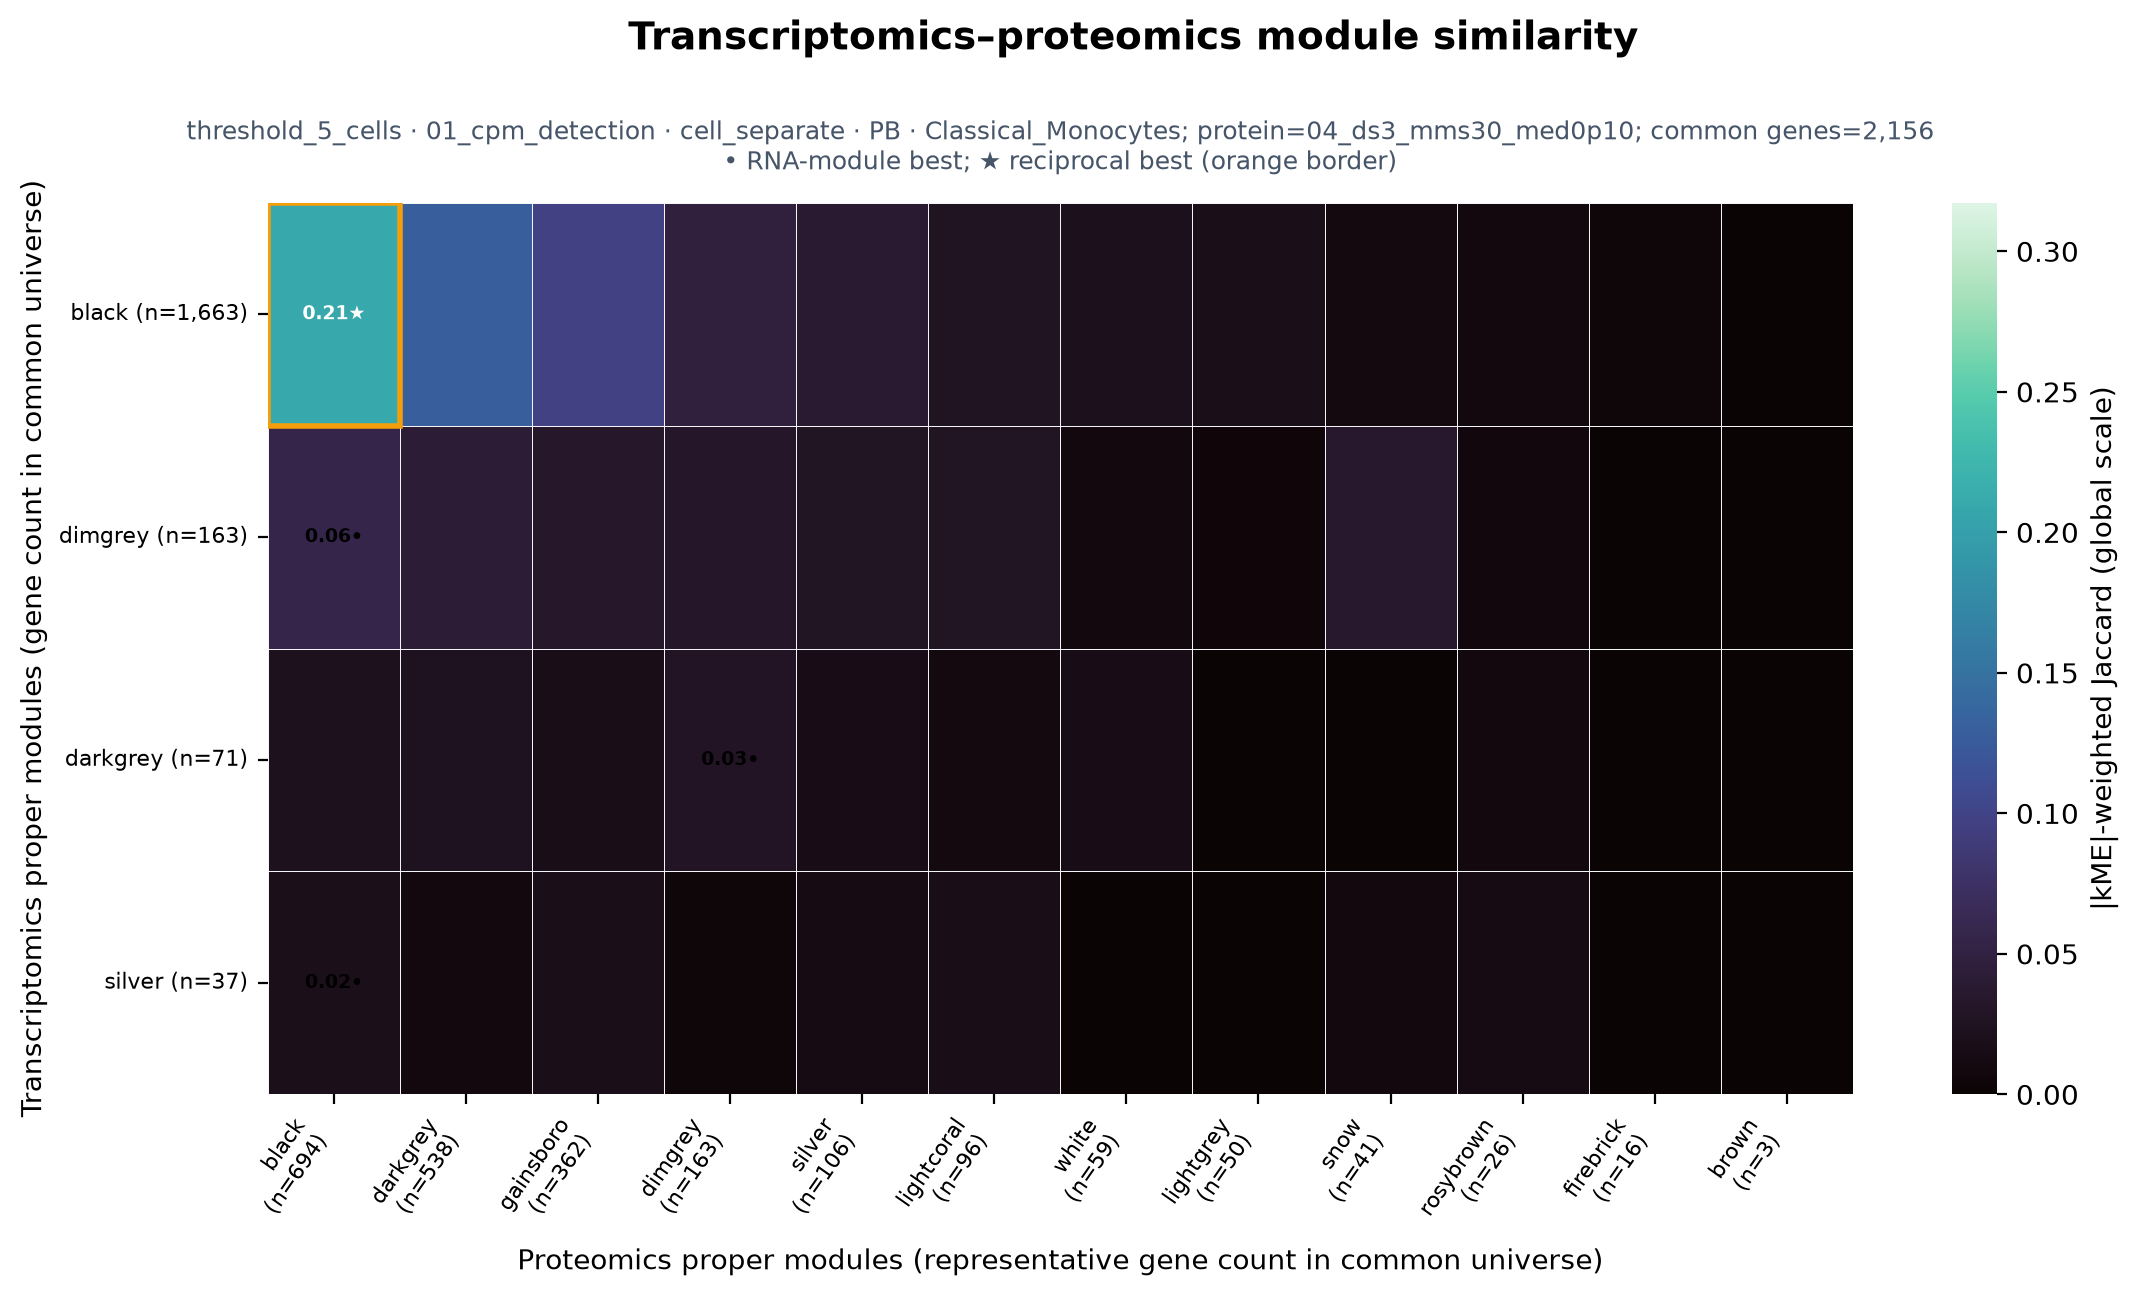 Transcriptomics–proteomics module similarity
threshold_5_cells · 01_cpm_detection · cell_separate · PB · Classical_Monocytes; protein=04_ds3_mms30_med0p10; common genes=2,156
• RNA-module best; ★ reciprocal best (orange border)
Transcriptomics proper modules (gene count in common universe)
black (n=1,663)
dimgrey (n=163)
darkgrey (n=71)
silver (n=37)
0.21★
0.06•
0.03•
0.02•
black
(n=694)
darkgrey
(n=538)
gainsboro
(n=362)
dimgrey
(n=163)
silver
(n=106)
lightcoral
(n=96)
white
(n=59)
lightgrey
(n=50)
snow
(n=41)
rosybrown
(n=26)
firebrick
(n=16)
brown
(n=3)
Proteomics proper modules (representative gene count in common universe)
0.30
0.25
0.20
0.15
0.10
0.05
0.00
|kME|-weighted Jaccard (global scale)